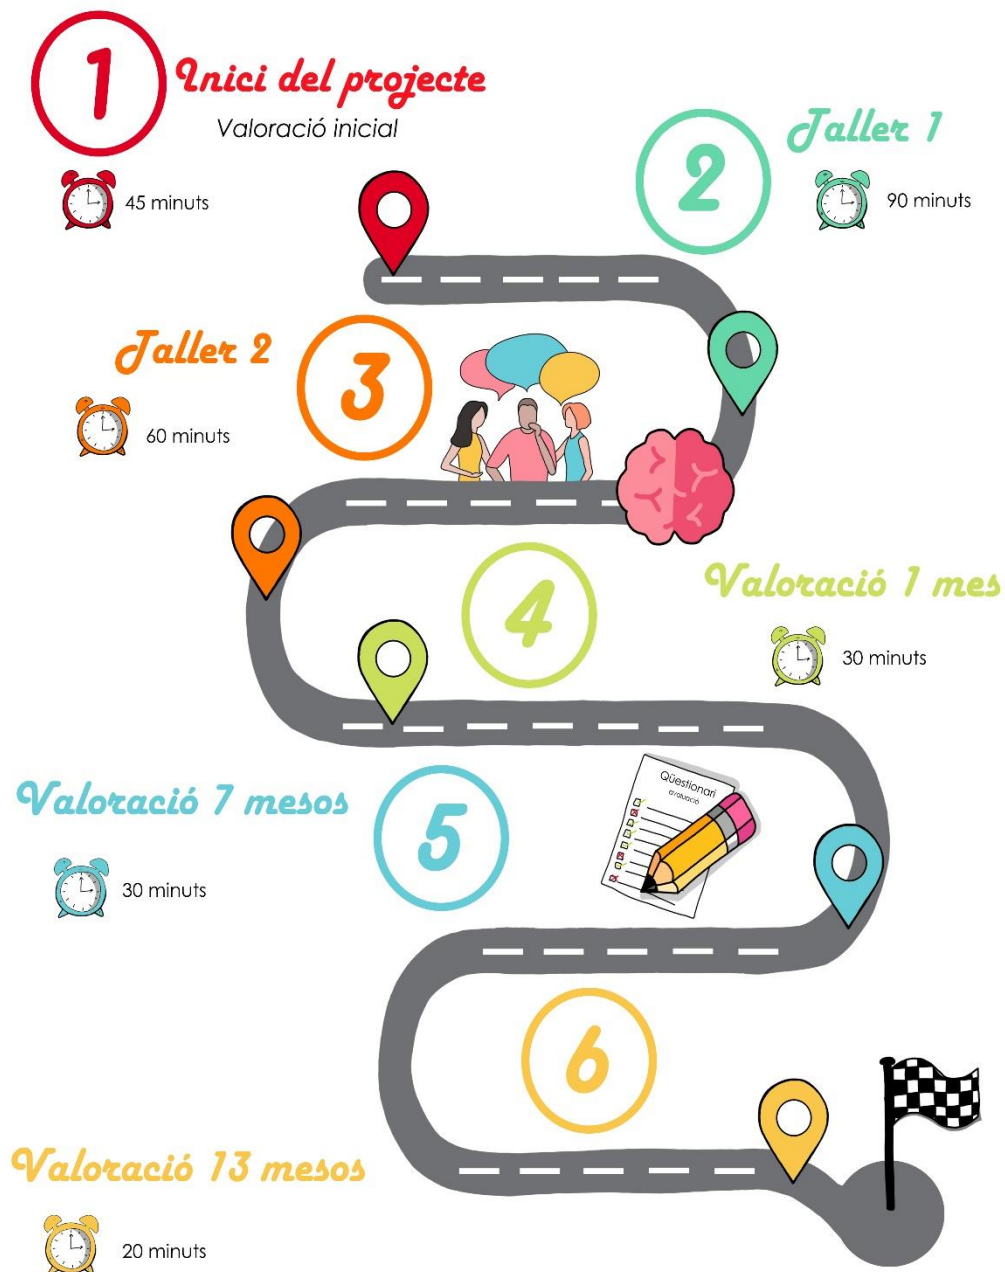 1
Inici del projecte
Valoració inicial
45 minuts
2
Taller 1
90 minuts
Taller 2
3
60 minuts
4
Valoració 1 mes
30 minuts
Valoració 7 mesos
5
30 minuts
Qüestionari
avaluació
6
Valoració 13 mesos
20 minuts